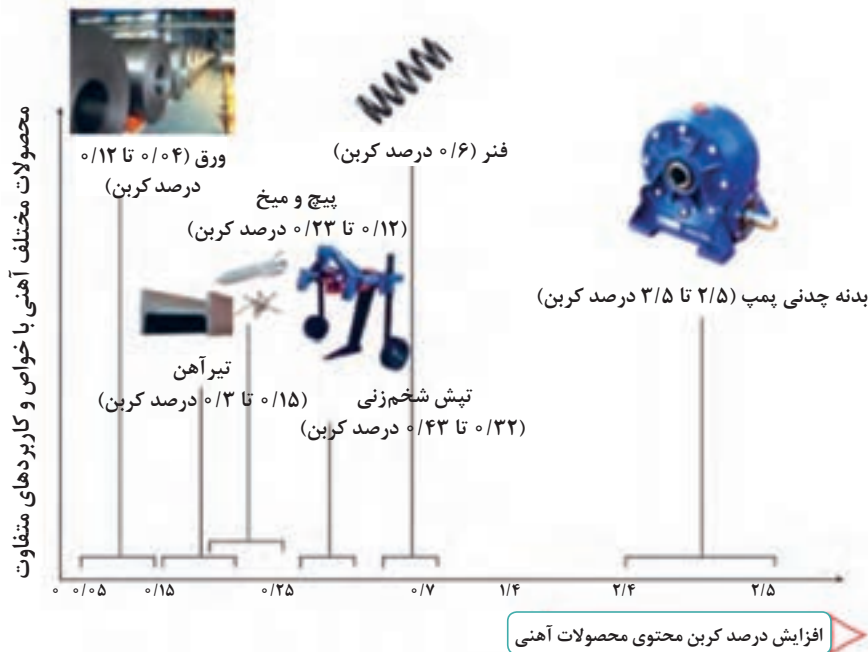 محصولات مختلف آهنی با خواص و کاربردهای متفاوت
ورق (۰/۰۴ تا ۰/۱۲
درصد کربن)
فنر (۰/۶ درصد کربن)
پیچ و میخ
(۰/۱۲ تا ۰/۲۳ درصد کربن)
بدنه چدنی پمپ (۲/۵ تا ۳/۵ درصد کربن)
تیرآهن
(۰/۱۵ تا ۰/۳ درصد کربن)
تپش شخم‌زنی
(۰/۳۲ تا ۰/۴۳ درصد کربن)
۰ ۰/۰۵ ۰/۱۵ ۰/۲۵ ۰/۷ ۱/۴ ۲/۴ ۲/۵
افزایش درصد کربن محتوی محصولات آهنی